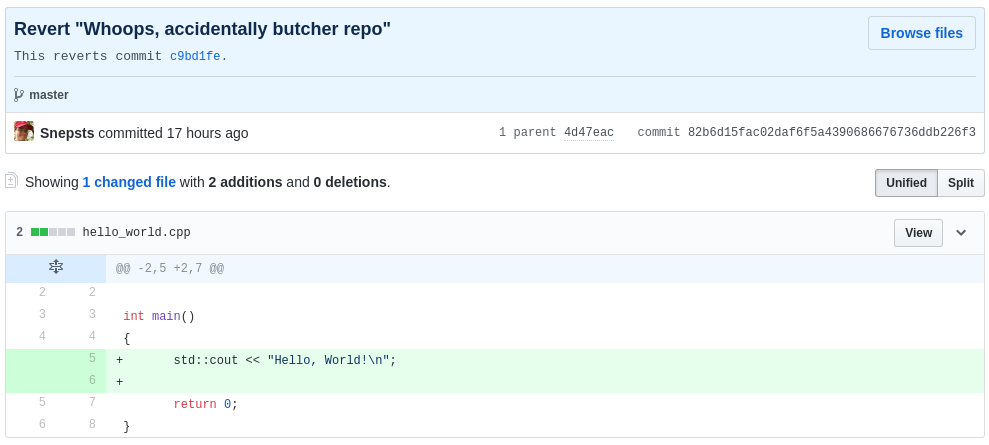 Revert "Whoops, accidentally butcher repo"
Browse files
This reverts commit c9bd1fe.
master
Snepsts committed 17 hours ago
1 parent 4d47eac commit 82b6d15fac02daf6f5a4390686676736ddb226f3
Showing 1 changed file with 2 additions and 0 deletions.
Unified Split
2 hello_world.cpp
View
@@ -2,5 +2,7 @@
2 2
3 3 int main()
4 4 {
5 + std::cout << "Hello, World!\n";
6 +
5 7 return 0;
6 8 }